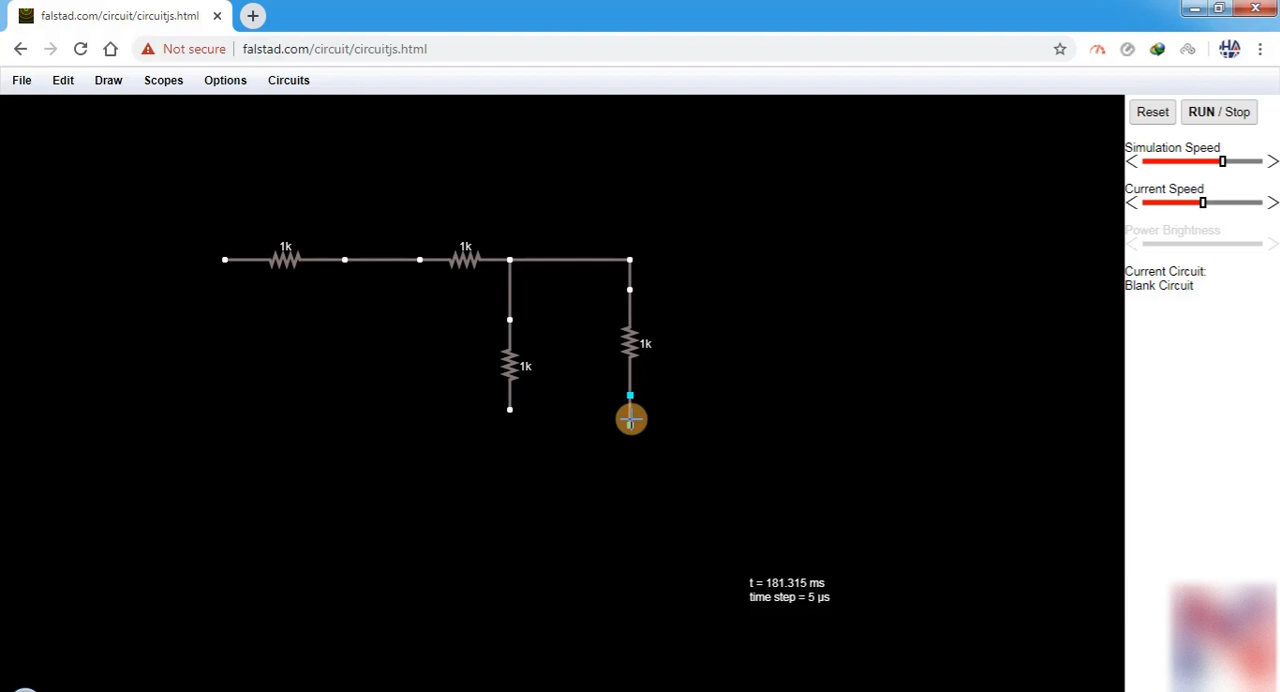 falstad.com/circuit/circuitjs.html
Not secure falstad.com/circuit/circuitjs.html
File Edit Draw Scopes Options Circuits
Reset RUN / Stop
Simulation Speed
Current Speed
Power Brightness
Current Circuit:
Blank Circuit
1k 1k
1k
1k
t = 181.315 ms
time step = 5 µs